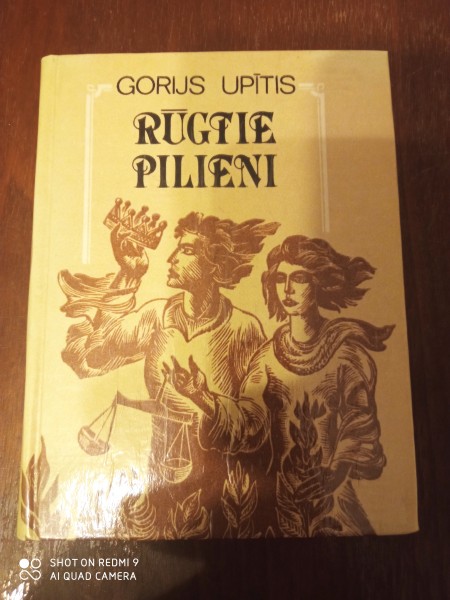 GORIJS UPĪTIS
RŪGTIE
PILIENI
SHOT ON REDMI 9
AI QUAD CAMERA